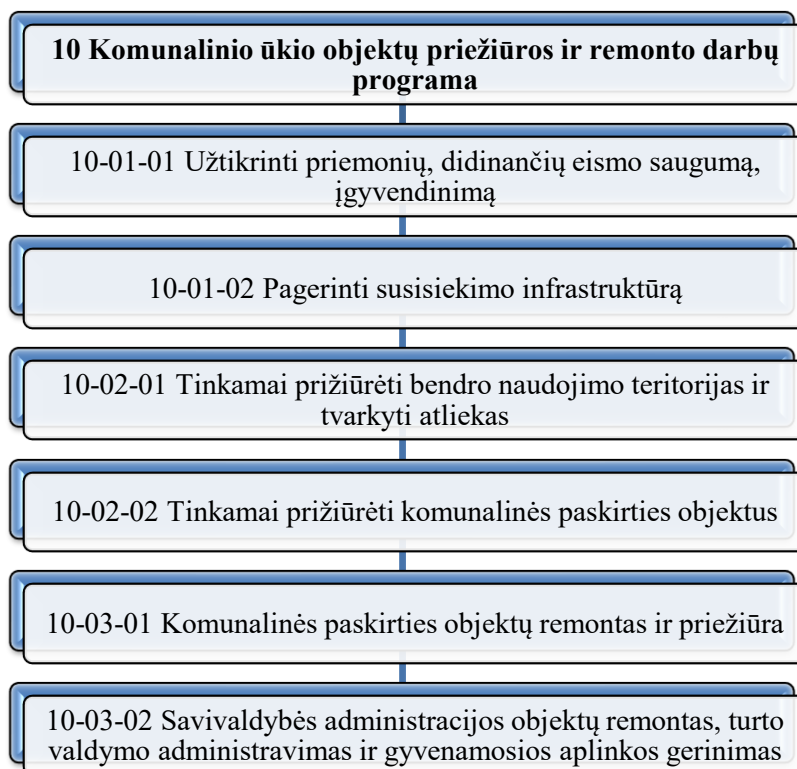 10 Komunalinio ūkio objektų priežiūros ir remonto darbų
programa
10-01-01 Užtikrinti priemonių, didinančių eismo saugumą,
įgyvendinimą
10-01-02 Pagerinti susisiekimo infrastruktūrą
10-02-01 Tinkamai prižiūrėti bendro naudojimo teritorijas ir
tvarkyti atliekas
10-02-02 Tinkamai prižiūrėti komunalinės paskirties objektus
10-03-01 Komunalinės paskirties objektų remontas ir priežiūra
10-03-02 Savivaldybės administracijos objektų remontas, turto
valdymo administravimas ir gyvenamosios aplinkos gerinimas